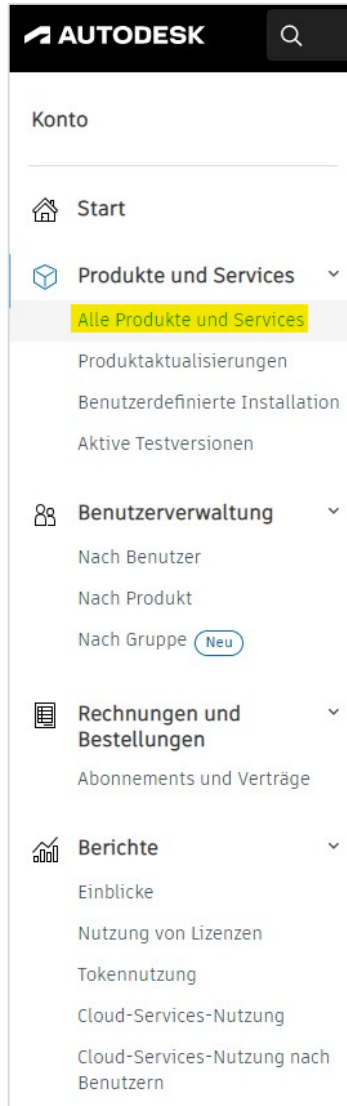 AUTODESK
Konto
Start
Produkte und Services
Alle Produkte und Services
Produktaktualisierungen
Benutzerdefinierte Installation
Aktive Testversionen
Benutzerverwaltung
Nach Benutzer
Nach Produkt
Nach Gruppe Neu
Rechnungen und
Bestellungen
Abonnements und Verträge
Berichte
Einblicke
Nutzung von Lizenzen
Tokennutzung
Cloud-Services-Nutzung
Cloud-Services-Nutzung nach
Benutzern